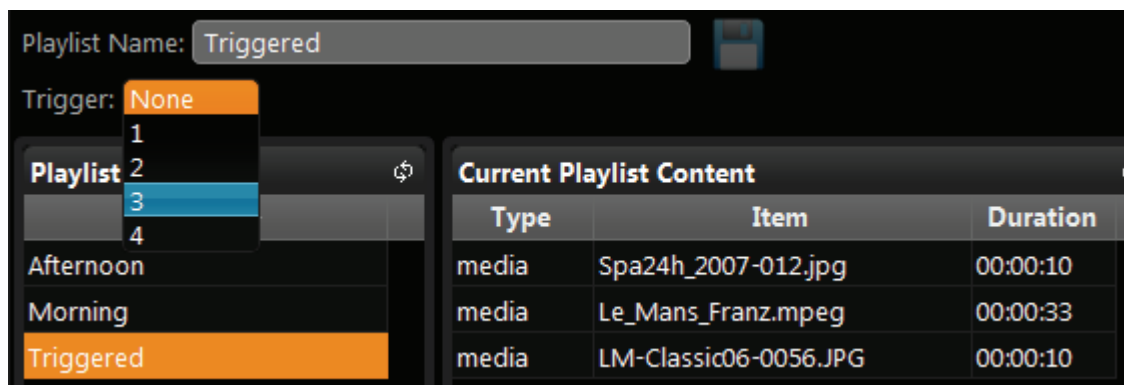 Playlist Name: Triggered
Trigger: None
1
2
3
4
Playlist
Afternoon
Morning
Triggered
Current Playlist Content
Type Item Duration
media Spa24h_2007-012.jpg 00:00:10
media Le_Mans_Franz.mpeg 00:00:33
media LM-Classic06-0056.JPG 00:00:10